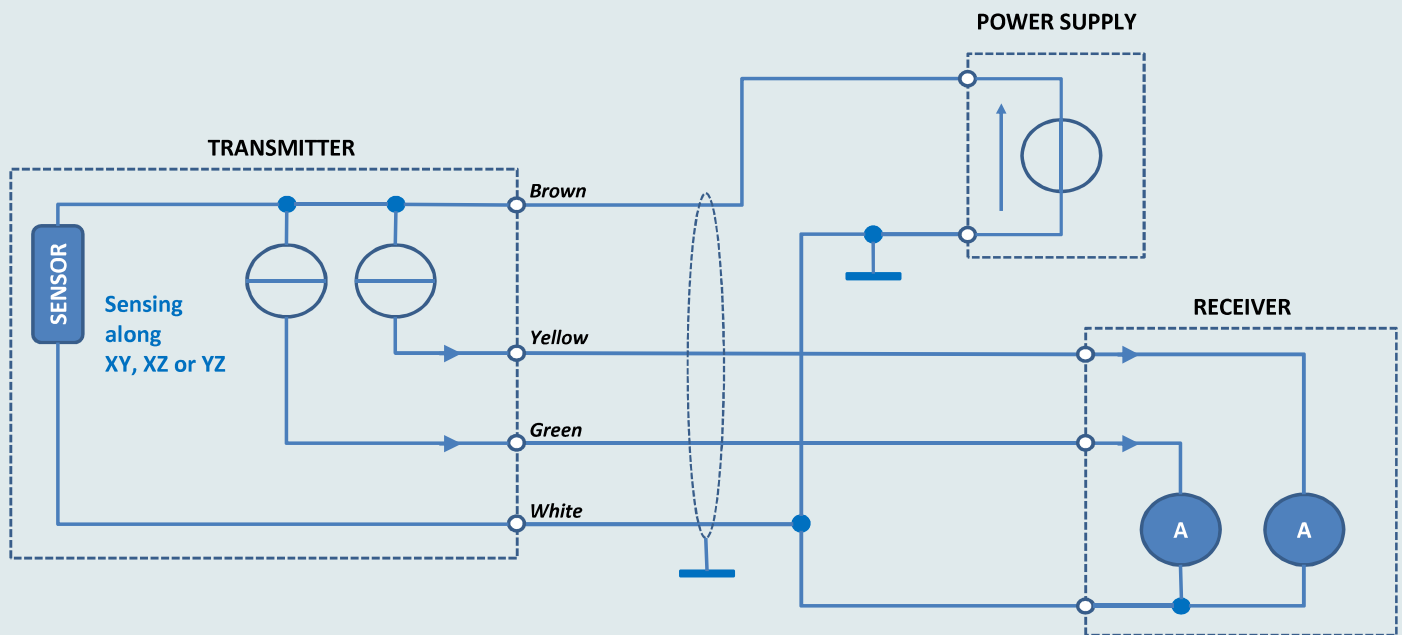 POWER SUPPLY
TRANSMITTER
Brown
SENSOR
Sensing
along
XY, XZ or YZ
RECEIVER
Yellow
Green
White
A
A